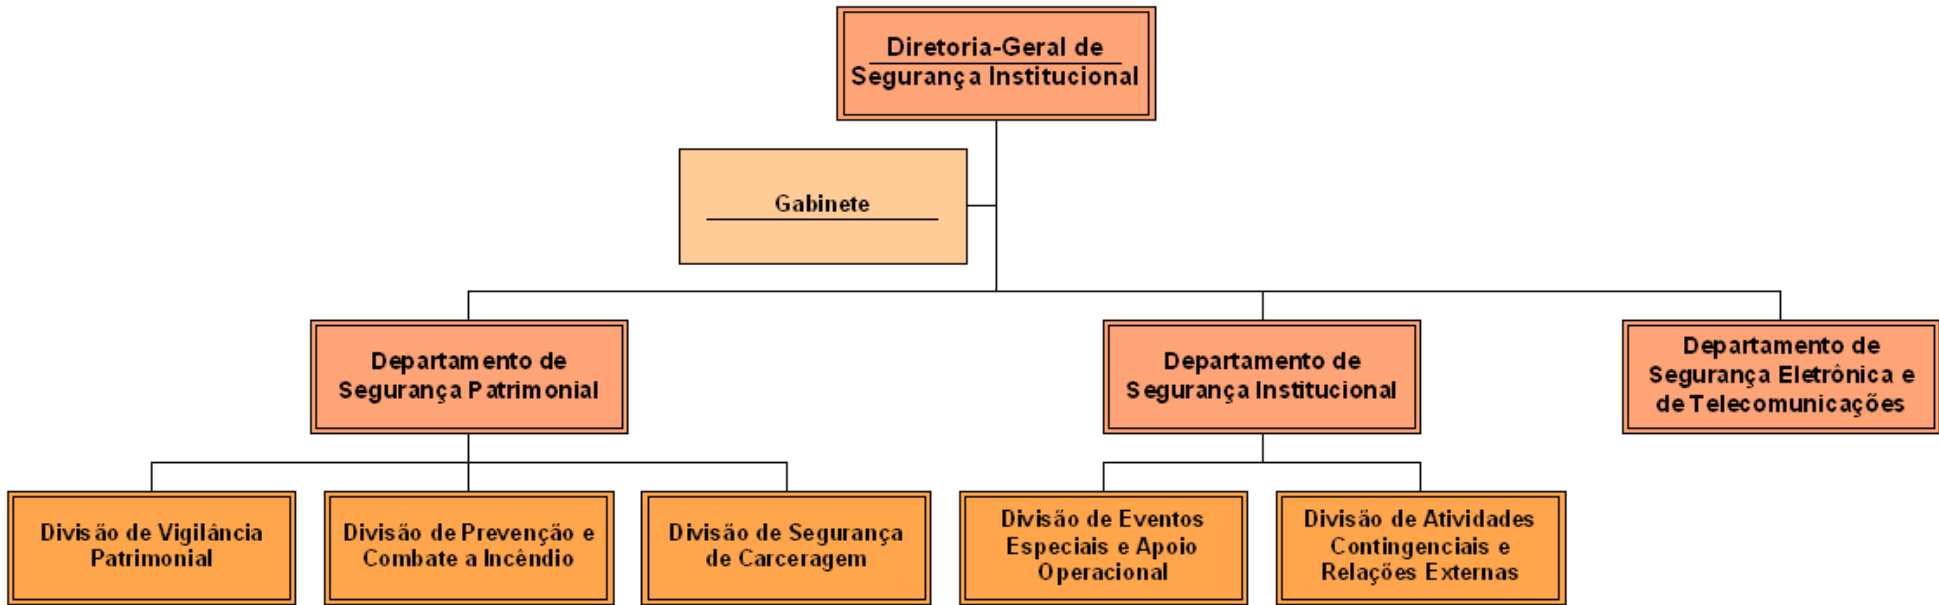 Diretoria-Geral de
Segurança Institucional
Gabinete
Departamento de
Segurança Patrimonial
Departamento de
Segurança Institucional
Departamento de
Segurança Eletrônica e
de Telecomunicações
Divisão de Vigilância
Patrimonial
Divisão de Prevenção e
Combate a Incêndio
Divisão de Segurança
de Carceragem
Divisão de Eventos
Especiais e Apoio
Operacional
Divisão de Atividades
Contingenciais e
Relações Externas